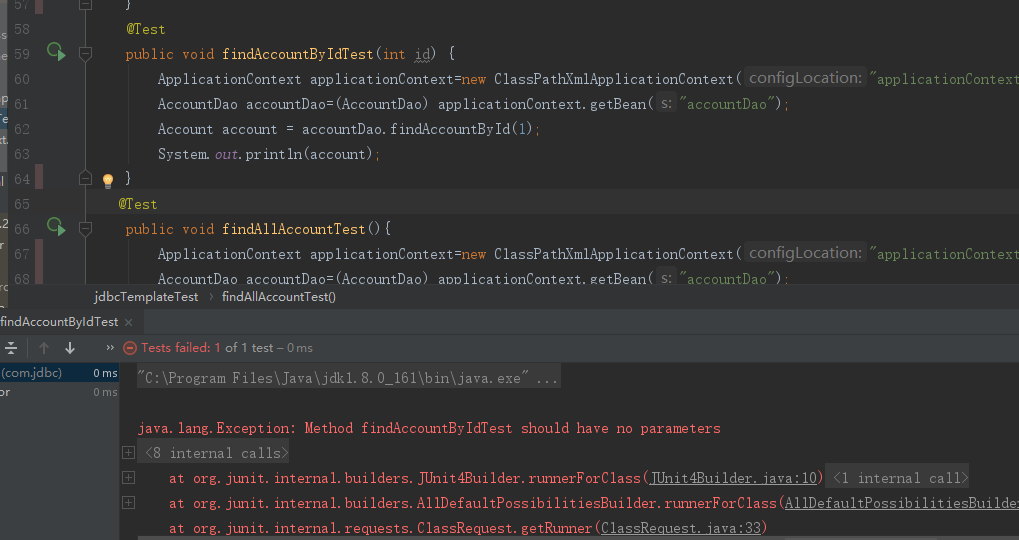 57 }
58 @Test
59 public void findAccountByIdTest(int id) {
60 ApplicationContext applicationContext=new ClassPathXmlApplicationContext( configLocation: "applicationContext
61 AccountDao accountDao=(AccountDao) applicationContext.getBean( s: "accountDao");
62 Account account = accountDao.findAccountById(1);
63 System.out.println(account);
64 }
65 @Test
66 public void findAllAccountTest(){
67 ApplicationContext applicationContext=new ClassPathXmlApplicationContext( configLocation: "applicationContext
68 AccountDao accountDao=(AccountDao) applicationContext.getBean( s: "accountDao");
jdbcTemplateTest › findAllAccountTest()
findAccountByIdTest ×
» Tests failed: 1 of 1 test – 0 ms
(com.jdbc) 0 ms
or 0 ms
"C:\Program Files\Java\jdk1.8.0_161\bin\java.exe" ...
java.lang.Exception: Method findAccountByIdTest should have no parameters
<8 internal calls>
at org.junit.internal.builders.JUnit4Builder.runnerForClass(JUnit4Builder.java:10) <1 internal call>
at org.junit.internal.builders.AllDefaultPossibilitiesBuilder.runnerForClass(AllDefaultPossibilitiesBuilder
at org.junit.internal.requests.ClassRequest.getRunner(ClassRequest.java:33)